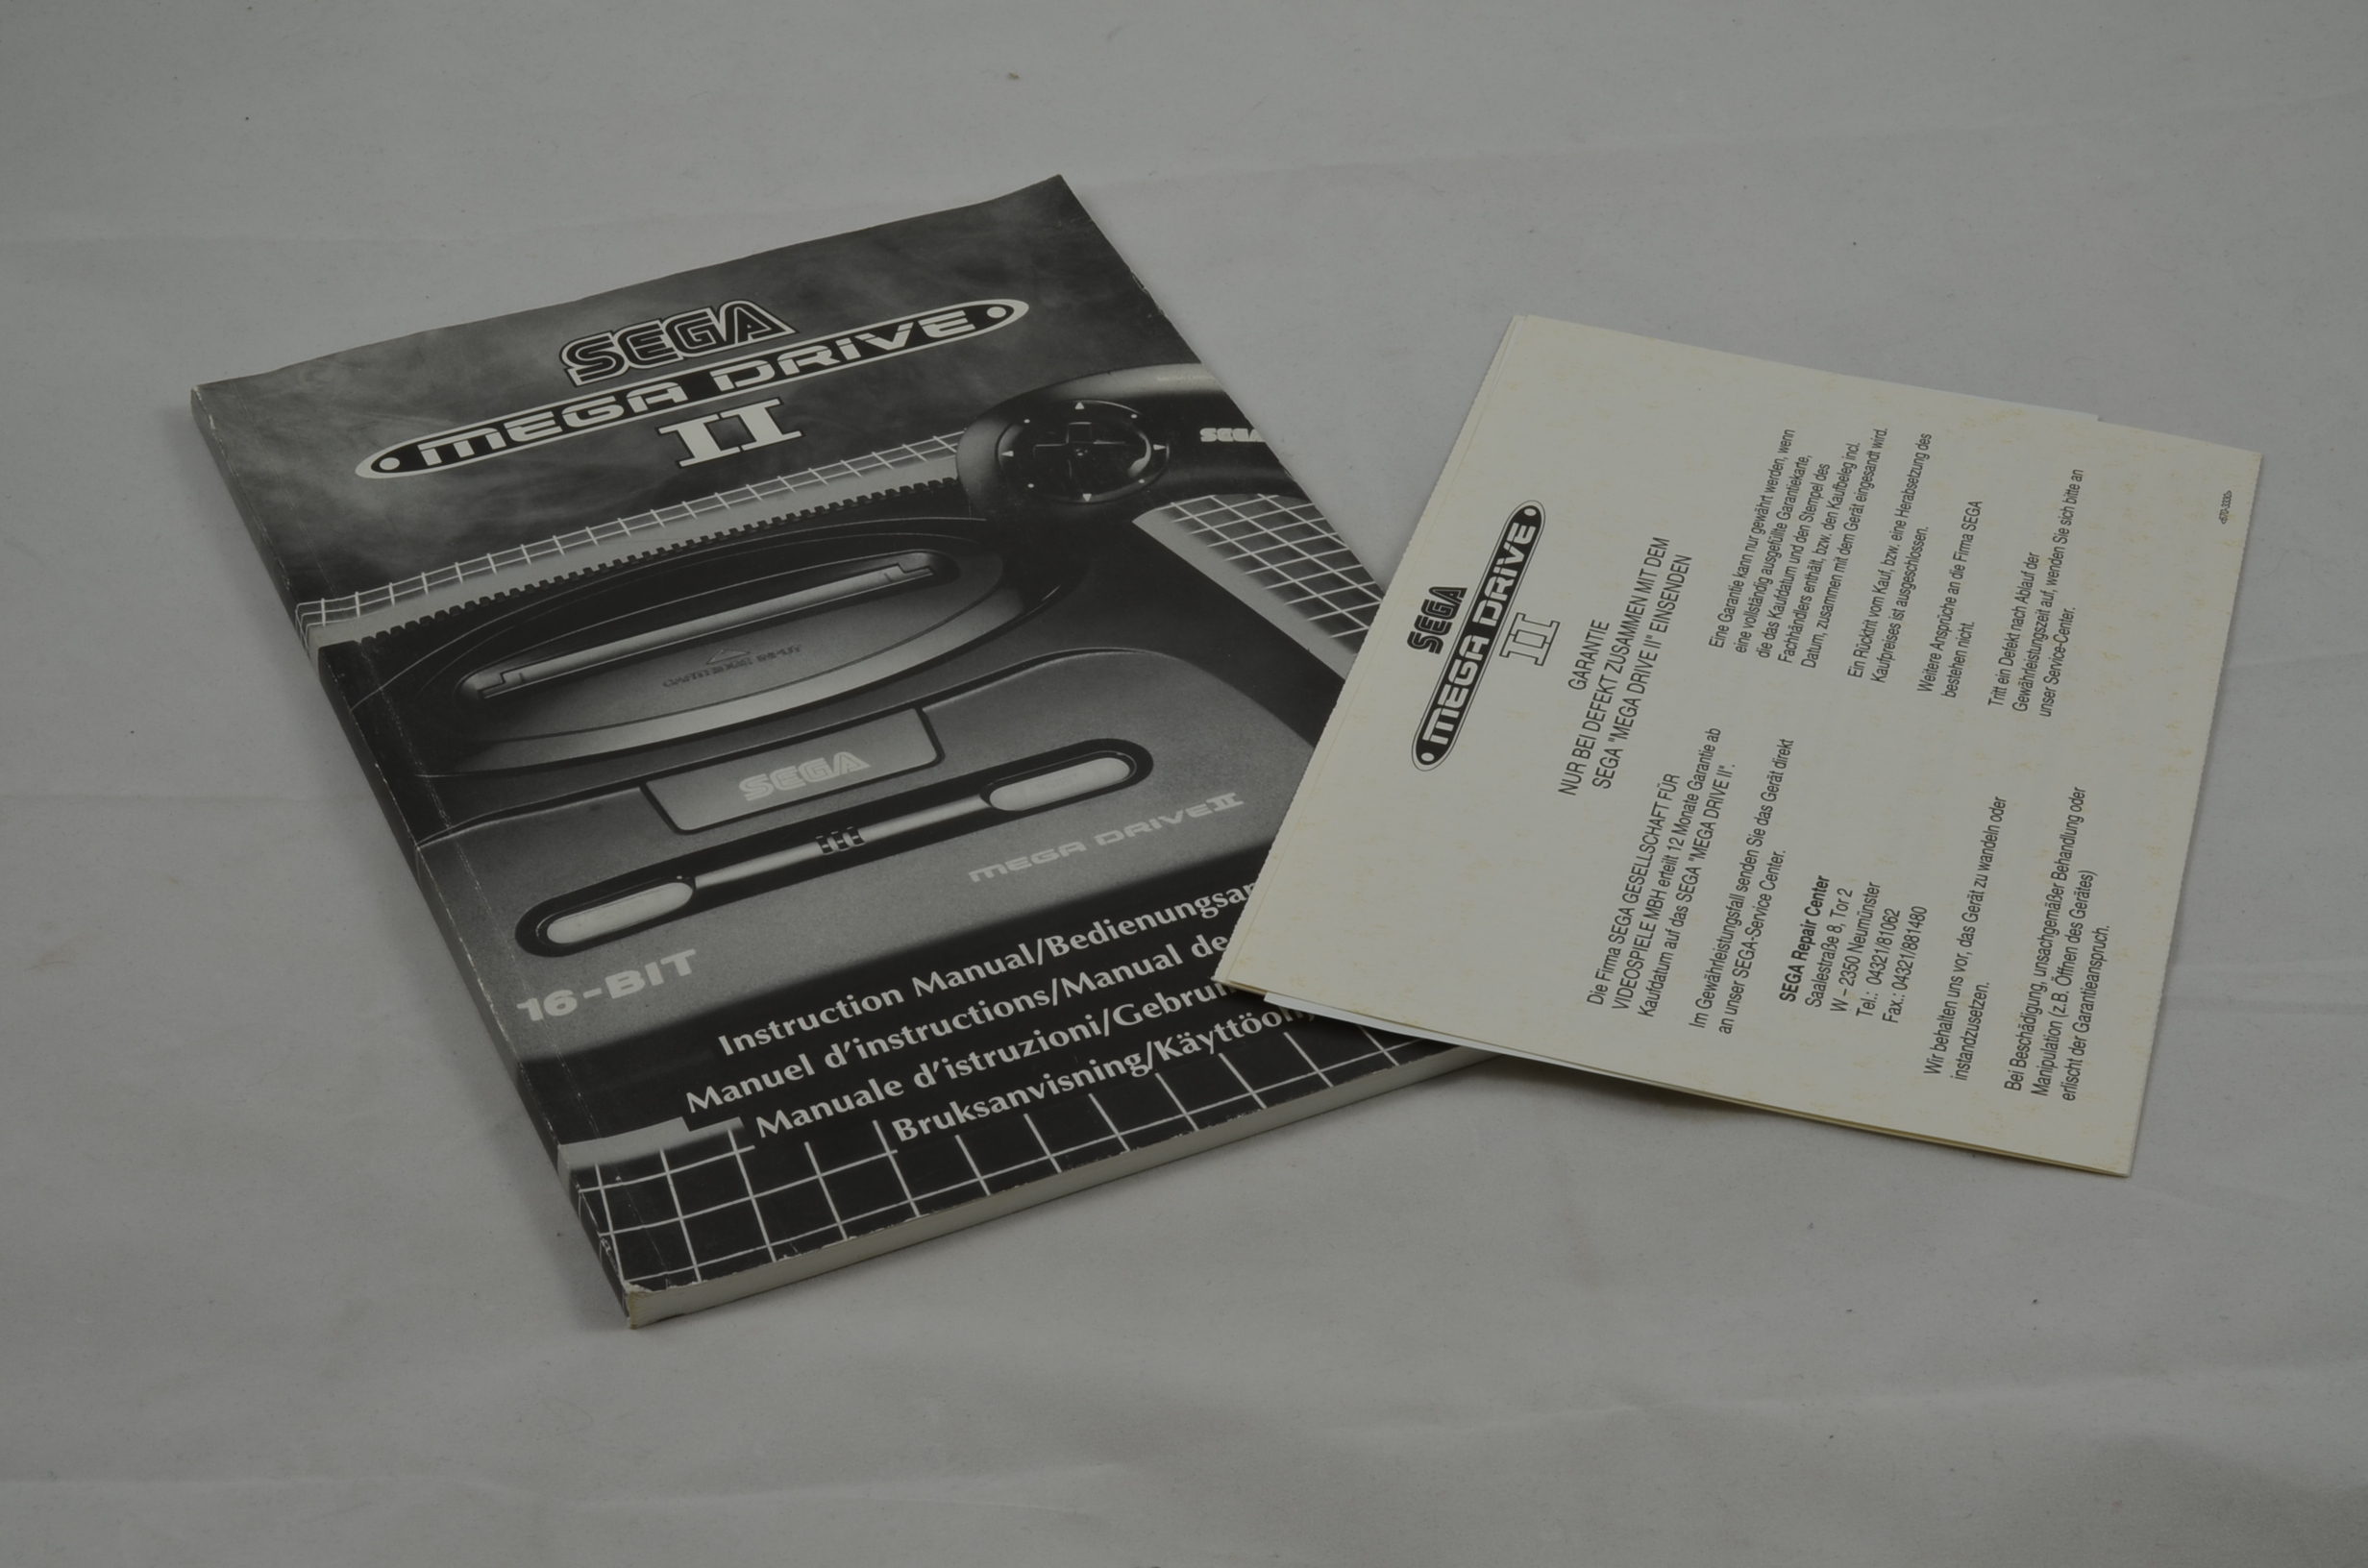 SEGA
MEGA DRIVE
II
SEGA
SEGA
MEGA DRIVE II
16-BIT
Instruction Manual/Bedienungsan
Manuel d'instructions/Manual de
Manuale d'istruzioni/Gebrui
Bruksanvisning/Käyttöoh
SEGA
MEGA DRIVE
II
GARANTIE
NUR BEI DEFEKT ZUSAMMEN MIT DEM
SEGA "MEGA DRIVE II" EINSENDEN
Die Firma SEGA GESELLSCHAFT FÜR
VIDEOSPIELE MBH erteilt 12 Monate Garantie ab
Kaufdatum auf das SEGA "MEGA DRIVE II".
Im Gewährleistungsfall senden Sie das Gerät direkt
an unser SEGA-Service Center.
SEGA Repair Center
Saalestraße 8, Tor 2
W – 2350 Neumünster
Tel.: 04321/81062
Fax.: 04321/881480
Wir behalten uns vor, das Gerät zu wandeln oder
instandzusetzen.
Bei Beschädigung, unsachgemäßer Behandlung oder
Manipulation (z.B. Öffnen des Gerätes)
erlischt der Garantieanspruch.
Eine Garantie kann nur gewährt werden, wenn
eine vollständig ausgefüllte Garantiekarte,
die das Kaufdatum und den Stempel des
Fachhändlers enthält, bzw. den Kaufbeleg incl.
Datum, zusammen mit dem Gerät eingesandt wird.
Ein Rücktritt vom Kauf, bzw. eine Herabsetzung des
Kaufpreises ist ausgeschlossen.
Weitere Ansprüche an die Firma SEGA
bestehen nicht.
Tritt ein Defekt nach Ablauf der
Gewährleistungszeit auf, wenden Sie sich bitte an
unser Service-Center.